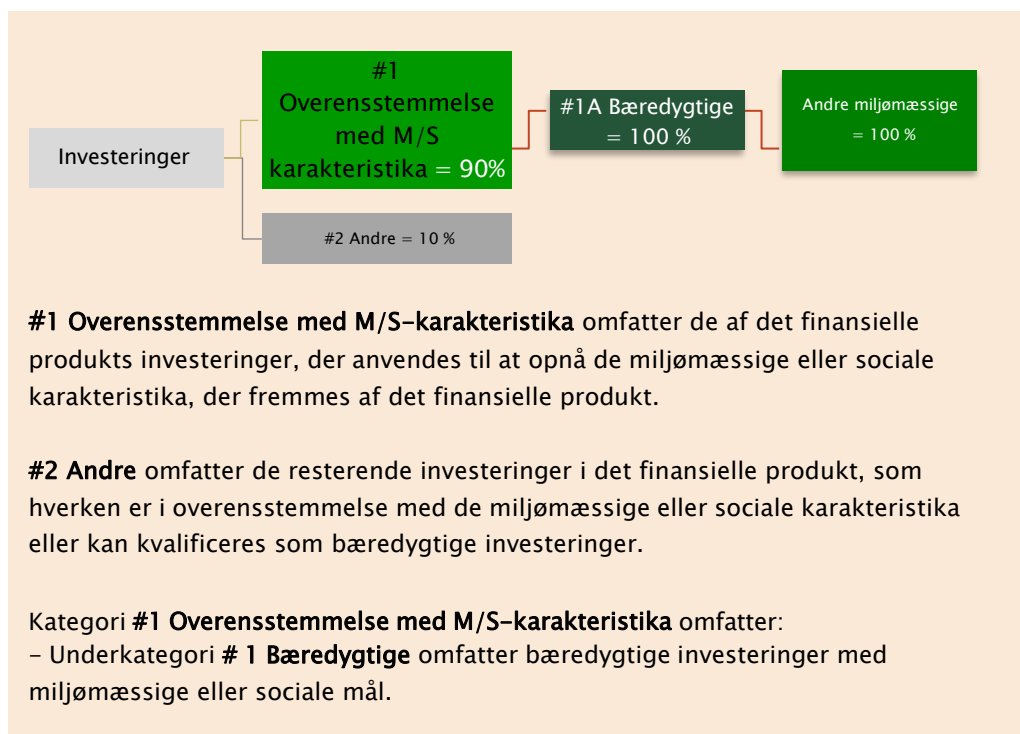 Investeringer
#1
Overensstemmelse
med M/S
karakteristika = 90%
#2 Andre = 10 %
#1A Bæredygtige
= 100 %
Andre miljømæssige
= 100 %
#1 Overensstemmelse med M/S-karakteristika omfatter de af det finansielle
produkts investeringer, der anvendes til at opnå de miljømæssige eller sociale
karakteristika, der fremmes af det finansielle produkt.
#2 Andre omfatter de resterende investeringer i det finansielle produkt, som
hverken er i overensstemmelse med de miljømæssige eller sociale karakteristika
eller kan kvalificeres som bæredygtige investeringer.
Kategori #1 Overensstemmelse med M/S-karakteristika omfatter:
- Underkategori # 1 Bæredygtige omfatter bæredygtige investeringer med
miljømæssige eller sociale mål.